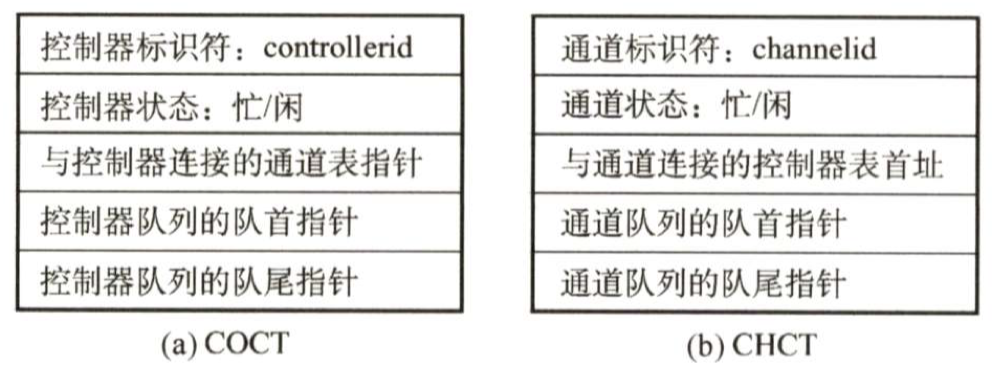 控制器标识符：controllerid
控制器状态：忙/闲
与控制器连接的通道表指针
控制器队列的队首指针
控制器队列的队尾指针
(a) COCT
通道标识符：channelid
通道状态：忙/闲
与通道连接的控制器表首址
通道队列的队首指针
通道队列的队尾指针
(b) CHCT